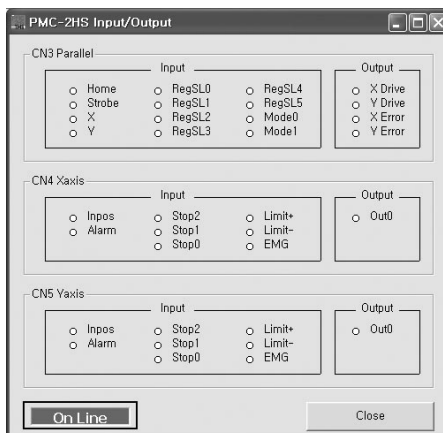 PMC-2HS Input/Output
CN3 Parallel
Input
Output
Home RegSL0 RegSL4 X Drive
Strobe RegSL1 RegSL5 Y Drive
X RegSL2 Mode0 X Error
Y RegSL3 Mode1 Y Error
CN4 Xaxis
Input
Output
Inpos Stop2 Limit+ Out0
Alarm Stop1 Limit-
Stop0 EMG
CN5 Yaxis
Input
Output
Inpos Stop2 Limit+ Out0
Alarm Stop1 Limit-
Stop0 EMG
On Line
Close